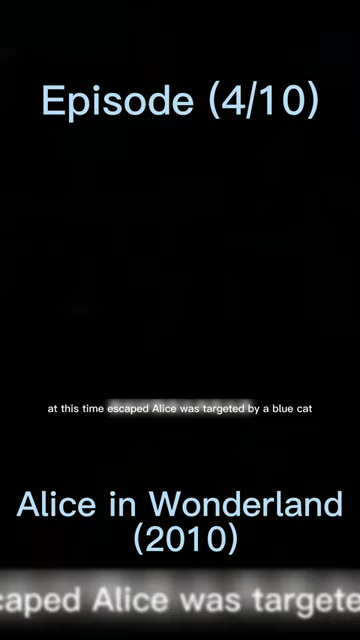 Episode (4/10)
at this time escaped Alice was targeted by a blue cat
Alice in Wonderland
(2010)
caped Alice was targete